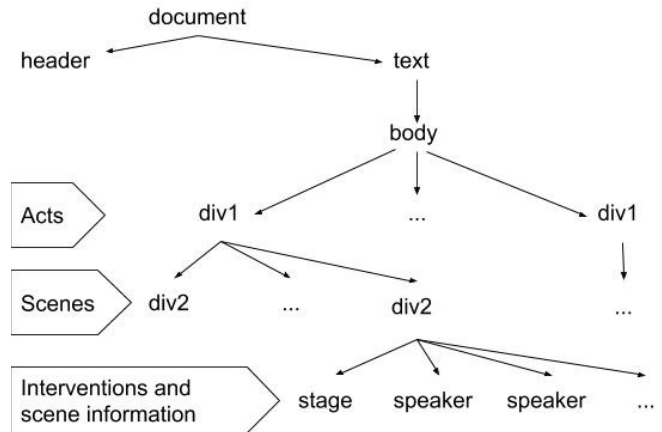 document
header
text
body
Acts
div1
...
div1
Scenes
div2
...
div2
...
Interventions and
scene information
stage
speaker
speaker
...